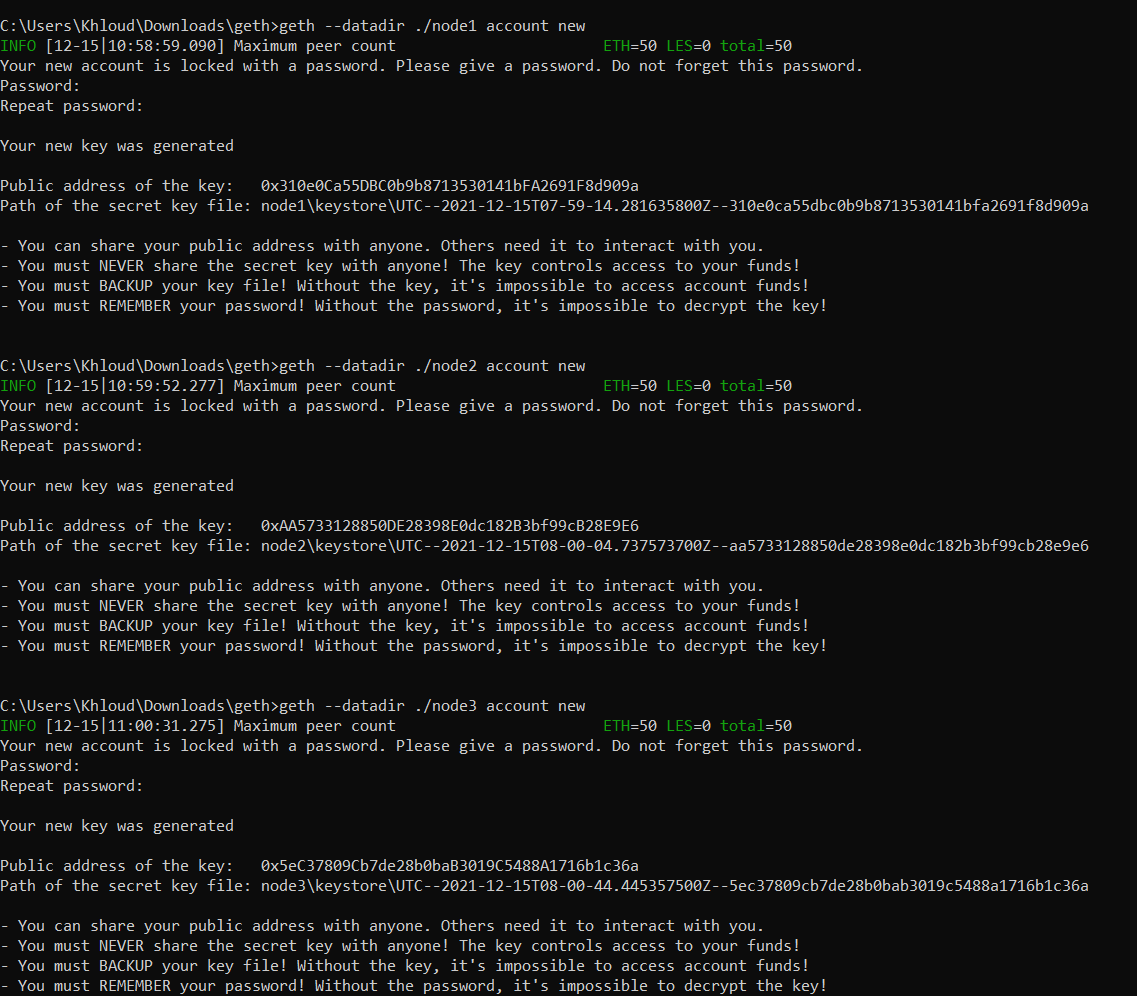 C:\Users\Khloud\Downloads\geth>geth --datadir ./node1 account new
INFO [12-15|10:58:59.090] Maximum peer count ETH=50 LES=0 total=50
Your new account is locked with a password. Please give a password. Do not forget this password.
Password:
Repeat password:
Your new key was generated
Public address of the key: 0x310e0Ca55DBC0b9b8713530141bFA2691F8d909a
Path of the secret key file: node1\keystore\UTC--2021-12-15T07-59-14.281635800Z--310e0ca55dbc0b9b8713530141bfa2691f8d909a
- You can share your public address with anyone. Others need it to interact with you.
- You must NEVER share the secret key with anyone! The key controls access to your funds!
- You must BACKUP your key file! Without the key, it's impossible to access account funds!
- You must REMEMBER your password! Without the password, it's impossible to decrypt the key!
C:\Users\Khloud\Downloads\geth>geth --datadir ./node2 account new
INFO [12-15|10:59:52.277] Maximum peer count ETH=50 LES=0 total=50
Your new account is locked with a password. Please give a password. Do not forget this password.
Password:
Repeat password:
Your new key was generated
Public address of the key: 0xAA5733128850DE28398E0dc182B3bf99cB28E9E6
Path of the secret key file: node2\keystore\UTC--2021-12-15T08-00-04.737573700Z--aa5733128850de28398e0dc182b3bf99cb28e9e6
- You can share your public address with anyone. Others need it to interact with you.
- You must NEVER share the secret key with anyone! The key controls access to your funds!
- You must BACKUP your key file! Without the key, it's impossible to access account funds!
- You must REMEMBER your password! Without the password, it's impossible to decrypt the key!
C:\Users\Khloud\Downloads\geth>geth --datadir ./node3 account new
INFO [12-15|11:00:31.275] Maximum peer count ETH=50 LES=0 total=50
Your new account is locked with a password. Please give a password. Do not forget this password.
Password:
Repeat password:
Your new key was generated
Public address of the key: 0x5eC37809Cb7de28b0baB3019C5488A1716b1c36a
Path of the secret key file: node3\keystore\UTC--2021-12-15T08-00-44.445357500Z--5ec37809cb7de28b0bab3019c5488a1716b1c36a
- You can share your public address with anyone. Others need it to interact with you.
- You must NEVER share the secret key with anyone! The key controls access to your funds!
- You must BACKUP your key file! Without the key, it's impossible to access account funds!
- You must REMEMBER your password! Without the password, it's impossible to decrypt the key!